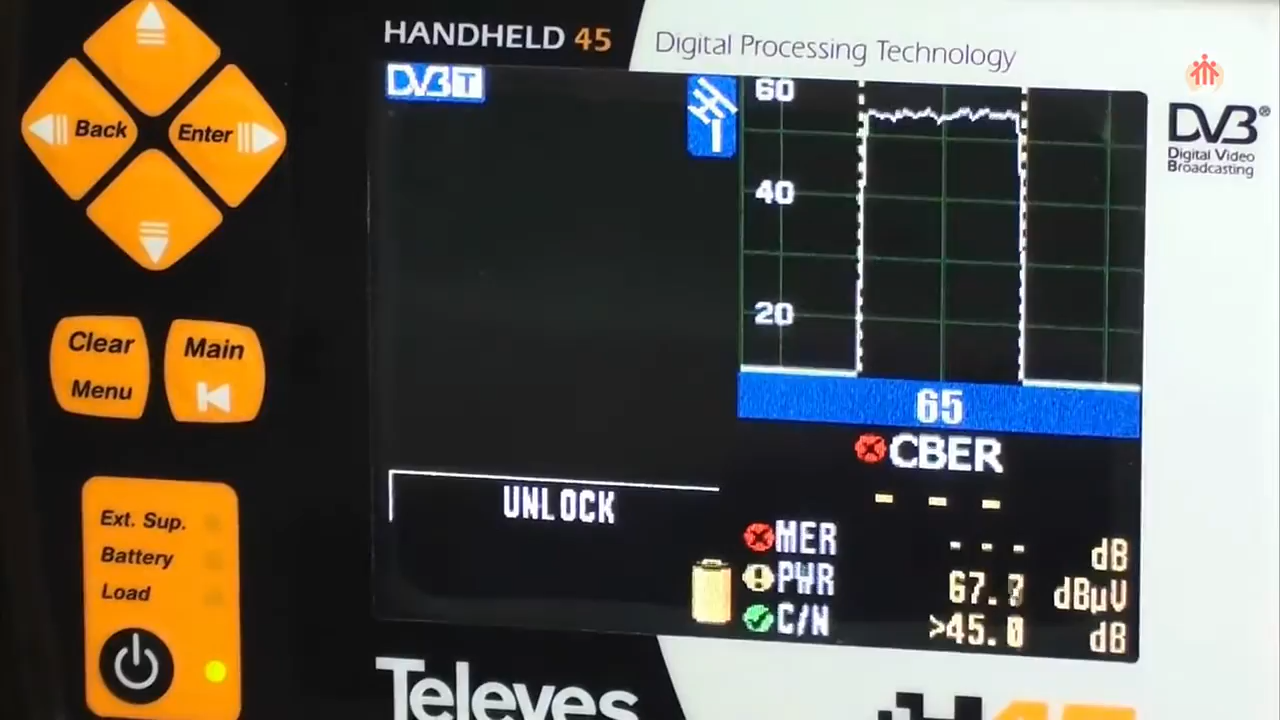 HANDHELD 45
Digital Processing Technology
DVB T
60
40
20
65
CBER
- - -
UNLOCK
MER - - - dB
PWR 67. dBµV
C/N >45.0 dB
Back
Enter
Clear
Menu
Main
Ext. Sup.
Battery
Load
DVB®
Digital Video
Broadcasting
Televes
H45